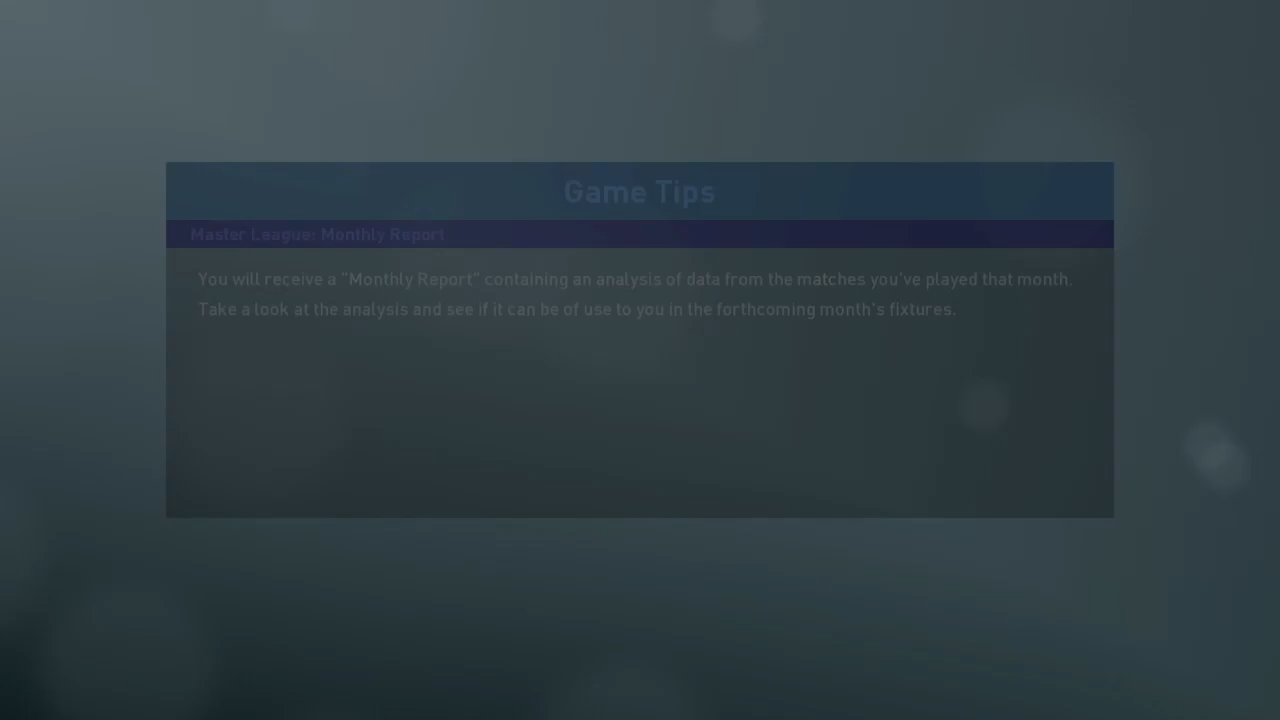 Game Tips
Master League: Monthly Report
You will receive a "Monthly Report" containing an analysis of data from the matches you've played that month.
Take a look at the analysis and see if it can be of use to you in the forthcoming month's fixtures.